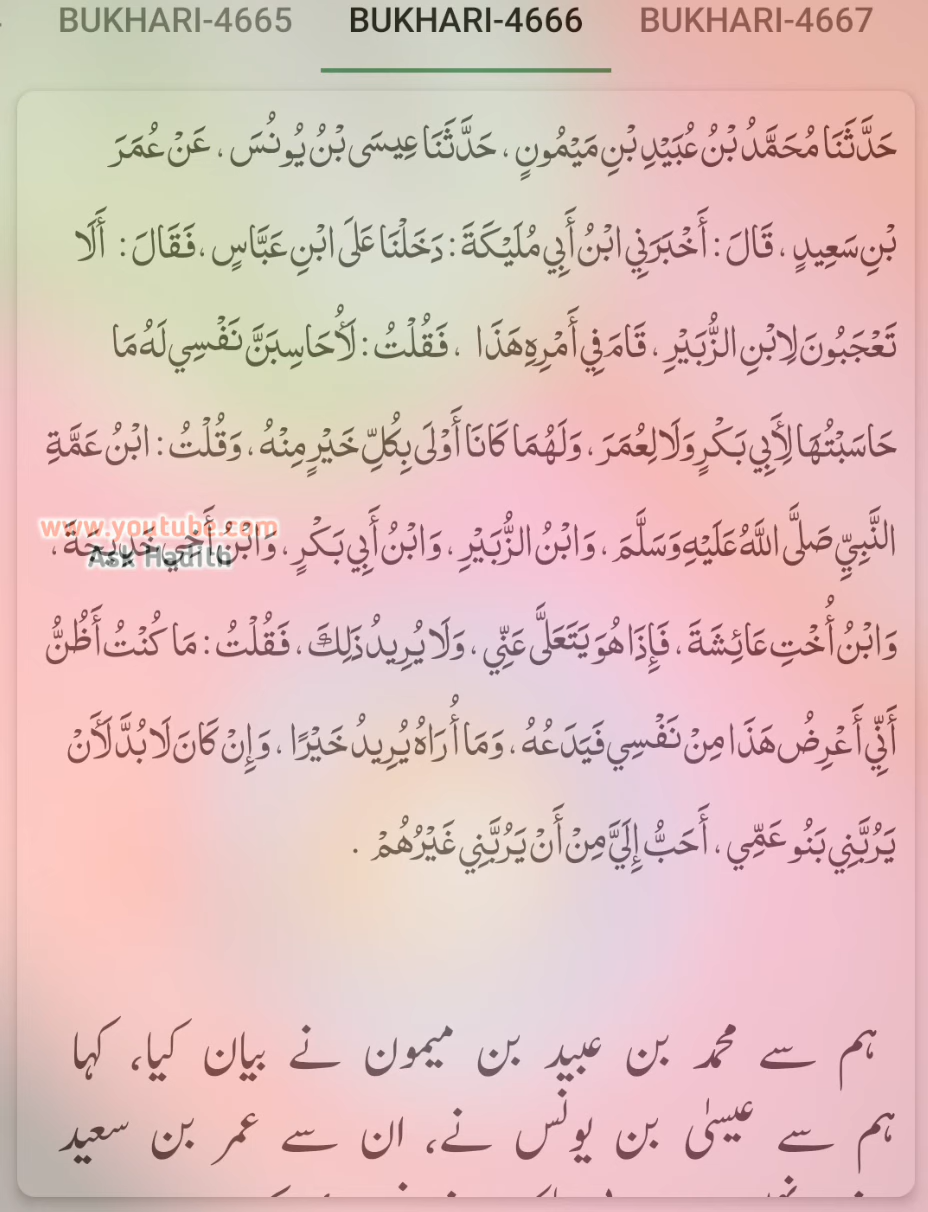 BUKHARI-4665 BUKHARI-4666 BUKHARI-4667
حَدَّثَنَا مُحَمَّدُ بْنُ عُبَيْدِ بْنِ مَيْمُونٍ ، حَدَّثَنَا عِيسَى بْنُ يُونُسَ ، عَنْ عُمَرَ
بْنِ سَعِيدٍ ، قَالَ : أَخْبَرَنِي ابْنُ أَبِي مُلَيْكَةَ : دَخَلْنَا عَلَى ابْنِ عَبَّاسٍ ، فَقَالَ : أَلَا
تَعْجَبُونَ لِابْنِ الزُّبَيْرِ ، قَامَ فِي أَمْرِهِ هَذَا ، فَقُلْتُ : لَأُحَاسِبَنَّ نَفْسِي لَهُ مَا
حَاسَبْتُهَا لِأَبِي بَكْرٍ وَلَا لِعُمَرَ ، وَلَهُمَا كَانَا أَوْلَى بِكُلِّ خَيْرٍ مِنْهُ ، وَقُلْتُ : ابْنُ عَمَّةِ
النَّبِيِّ صَلَّى اللَّهُ عَلَيْهِ وَسَلَّمَ ، وَابْنُ الزُّبَيْرِ ، وَابْنُ أَبِي بَكْرٍ ، وَابْنُ أَخِي خَدِيجَةَ ،
www.youtube.com
Ask Hadith
وَابْنُ أُخْتِ عَائِشَةَ ، فَإِذَا هُوَ يَتَعَلَّى عَنِّي ، وَلَا يُرِيدُ ذَلِكَ ، فَقُلْتُ : مَا كُنْتُ أَظُنُّ
أَنِّي أَعْرِضُ هَذَا مِنْ نَفْسِي فَيَدَعُهُ ، وَمَا أُرَاهُ يُرِيدُ خَيْرًا ، وَإِنْ كَانَ لَا بُدَّ لَأَنْ
يَرُبَّنِي بَنُو عَمِّي ، أَحَبُّ إِلَيَّ مِنْ أَنْ يَرُبَّنِي غَيْرُهُمْ .
ہم سے محمد بن عبید بن میمون نے بیان کیا، کہا
ہم سے عیسیٰ بن یونس نے، ان سے عمر بن سعید